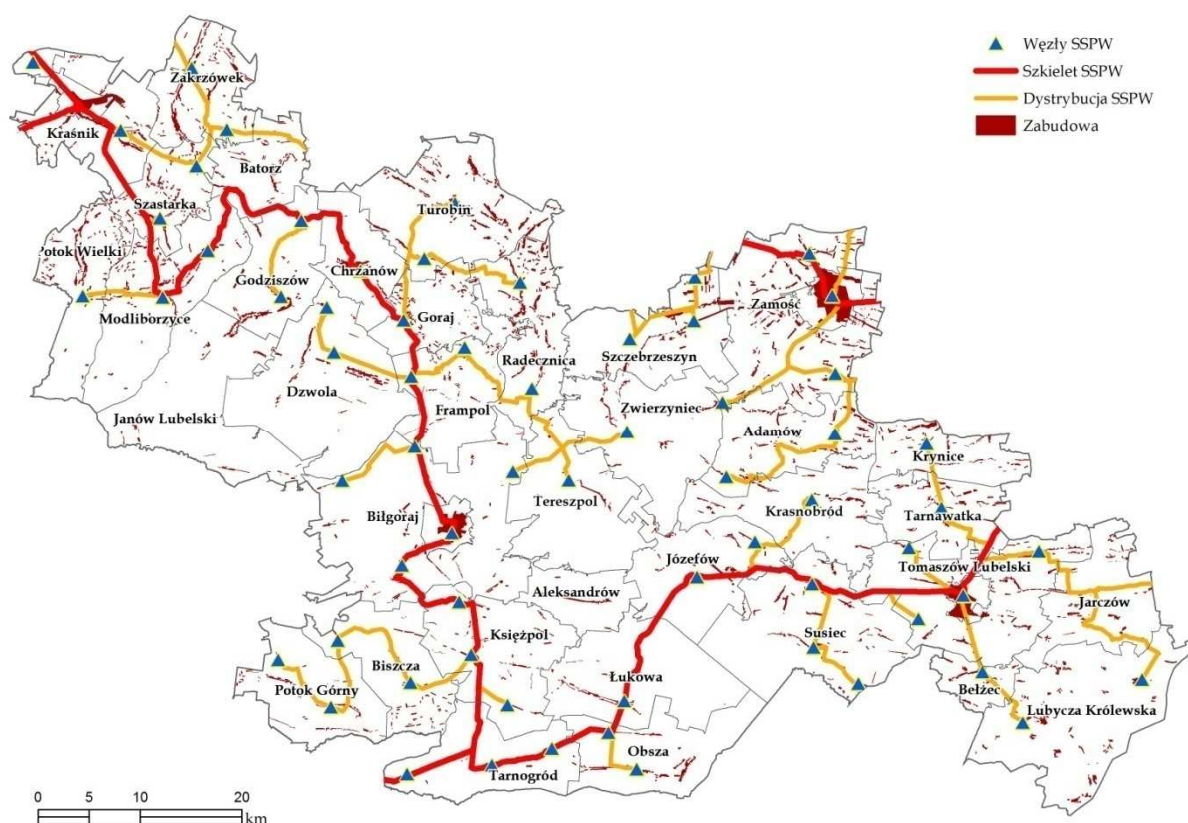 Węzły SSPW
Szkielet SSPW
Dystrybucja SSPW
Zabudowa
Zakrzówek
Kraśnik
Batorz
Szastarka
Turobin
Potok Wielki
Chrzanów
Godziszów
Zamość
Modliborzyce
Goraj
Szczebrzeszyn
Radecznica
Dzwola
Frampol
Zwierzyniec
Janów Lubelski
Adamów
Krynice
Tereszpol
Krasnobród
Biłgoraj
Tarnawatka
Józefów
Tomaszów Lubelski
Aleksandrów
Jarczów
Księżpol
Susiec
Biszcza
Potok Górny
Łukowa
Bełżec
Lubycza Królewska
Obsza
Tarnogród
0 5 10 20
km